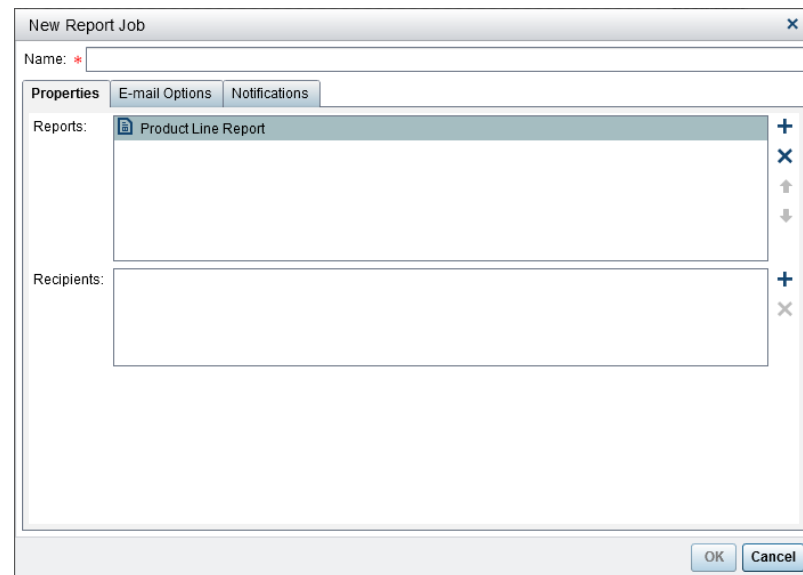 New Report Job
Name: *
Properties E-mail Options Notifications
Reports: Product Line Report
Recipients:
OK Cancel